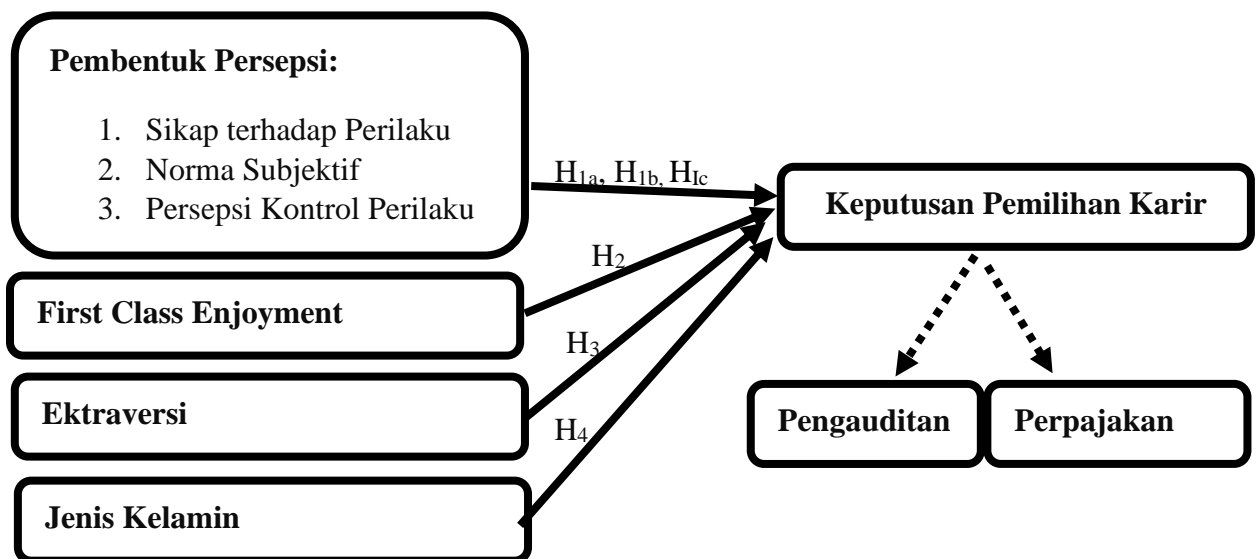 Pembentuk Persepsi:
1. Sikap terhadap Perilaku
2. Norma Subjektif
3. Persepsi Kontrol Perilaku
H1a, H1b, HIc
Keputusan Pemilihan Karir
H2
First Class Enjoyment
H3
Ektraversi
H4
Pengauditan
Perpajakan
Jenis Kelamin